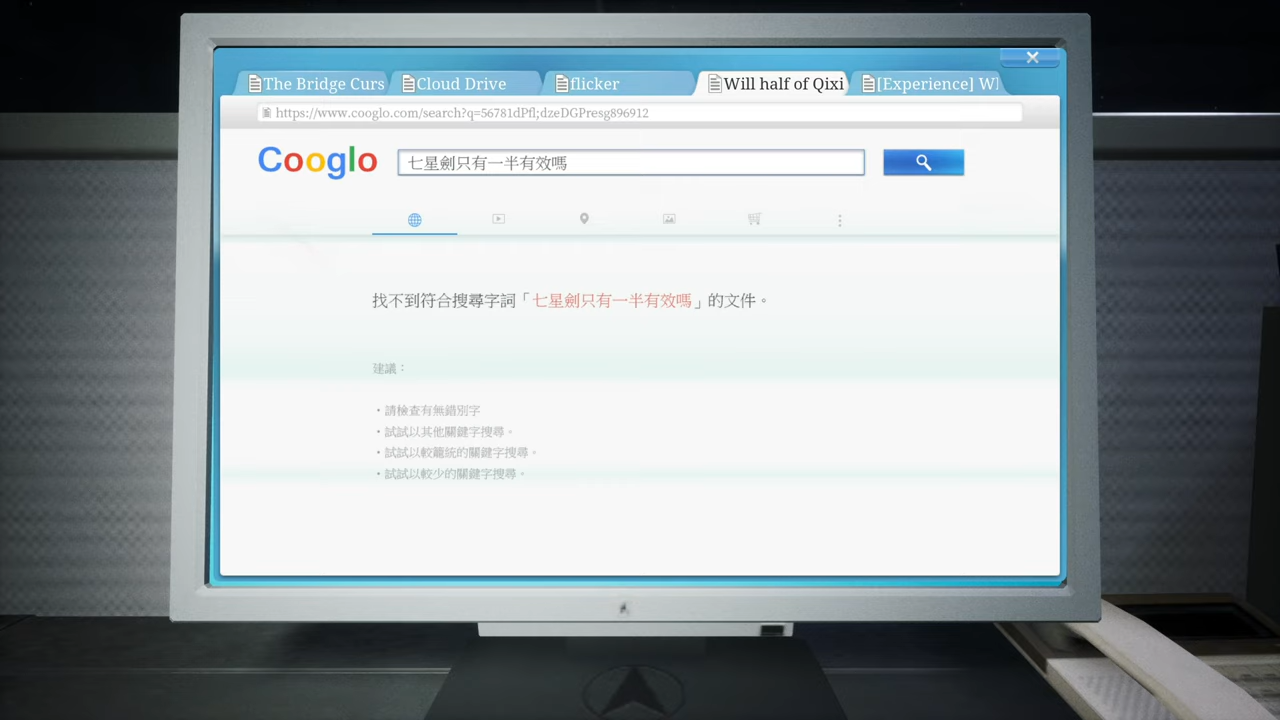 The Bridge Curs
Cloud Drive
flicker
Will half of Qixi
[Experience] Wl
https://www.cooglo.com/search?q=56781dPfl;dzeDGPresg896912
Cooglo
七星劍只有一半有效嗎
找不到符合搜尋字詞「七星劍只有一半有效嗎」的文件。
建議：
・請檢查有無錯別字
・試試以其他關鍵字搜尋。
・試試以較籠統的關鍵字搜尋。
・試試以較少的關鍵字搜尋。